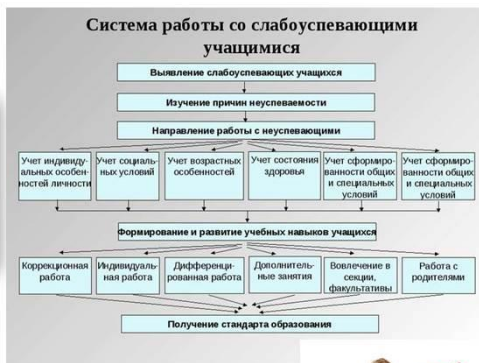 Система работы со слабоуспевающими
учащимися
Выявление слабоуспевающих учащихся
Изучение причин неуспеваемости
Направление работы с неуспевающими
Учет индивиду-
альных особен-
ностей личности
Учет социаль-
ных условий
Учет возрастных
особенностей
Учет состояния
здоровья
Учет сформиро-
ванности общих
и специальных
условий
Учет сформиро-
ванности общих
и специальных
условий
Формирование и развитие учебных навыков учащихся
Коррекционная
работа
Индивидуаль-
ная работа
Дифференци-
рованная работа
Дополнитель-
ные занятия
Вовлечение в
секции,
факультативы
Работа с
родителями
Получение стандарта образования